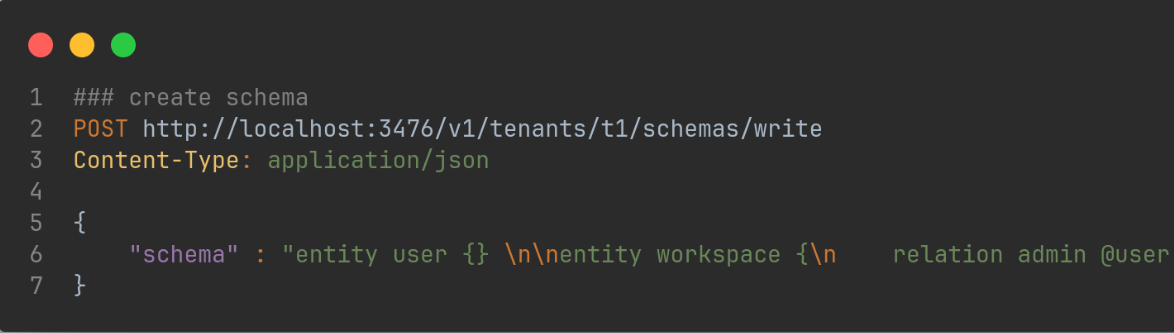 1 ### create schema
2 POST http://localhost:3476/v1/tenants/t1/schemas/write
3 Content-Type: application/json
4
5 {
6     "schema" : "entity user {} \n\nentity workspace {\n    relation admin @user
7 }